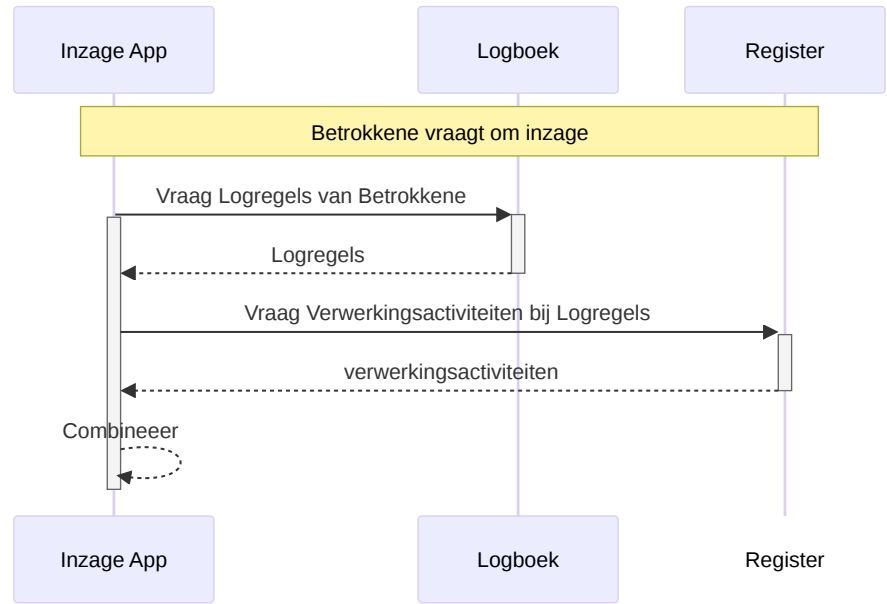 Inzage App
Logboek
Register
Betrokkene vraagt om inzage
Vraag Logregels van Betrokkene
Logregels
Vraag Verwerkingsactiviteiten bij Logregels
verwerkingsactiviteiten
Combineeer
Inzage App
Logboek
Register